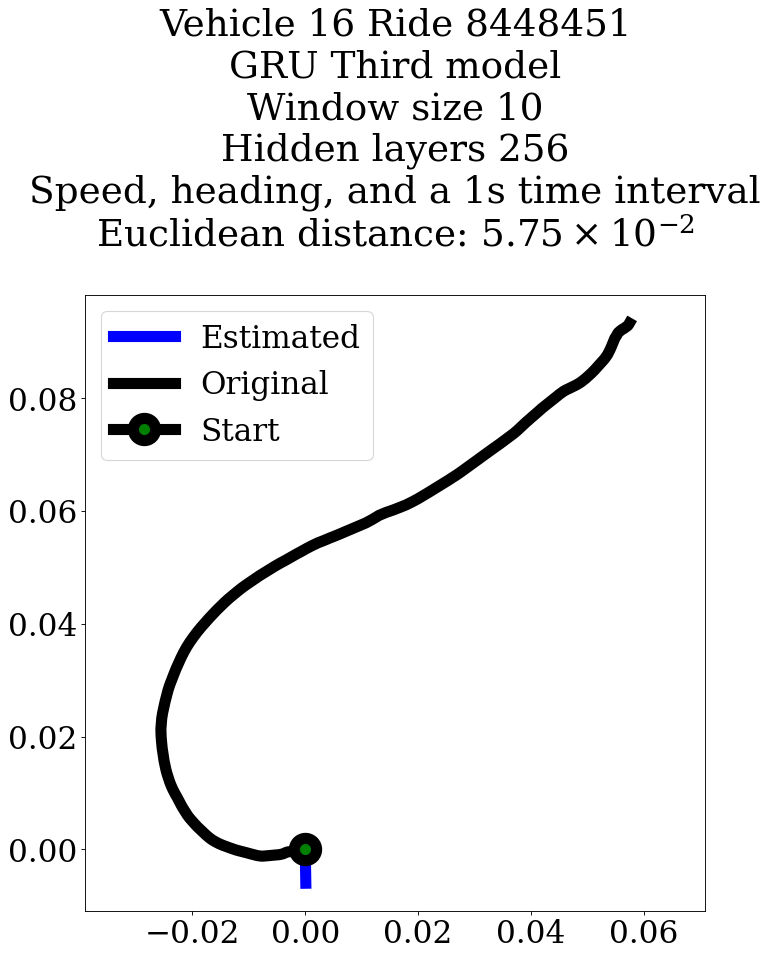 Vehicle 16 Ride 8448451
GRU Third model
Window size 10
Hidden layers 256
Speed, heading, and a 1s time interval
Euclidean distance: 5.75 × 10⁻²
Estimated
Original
Start
0.08
0.06
0.04
0.02
0.00
−0.02 0.00 0.02 0.04 0.06